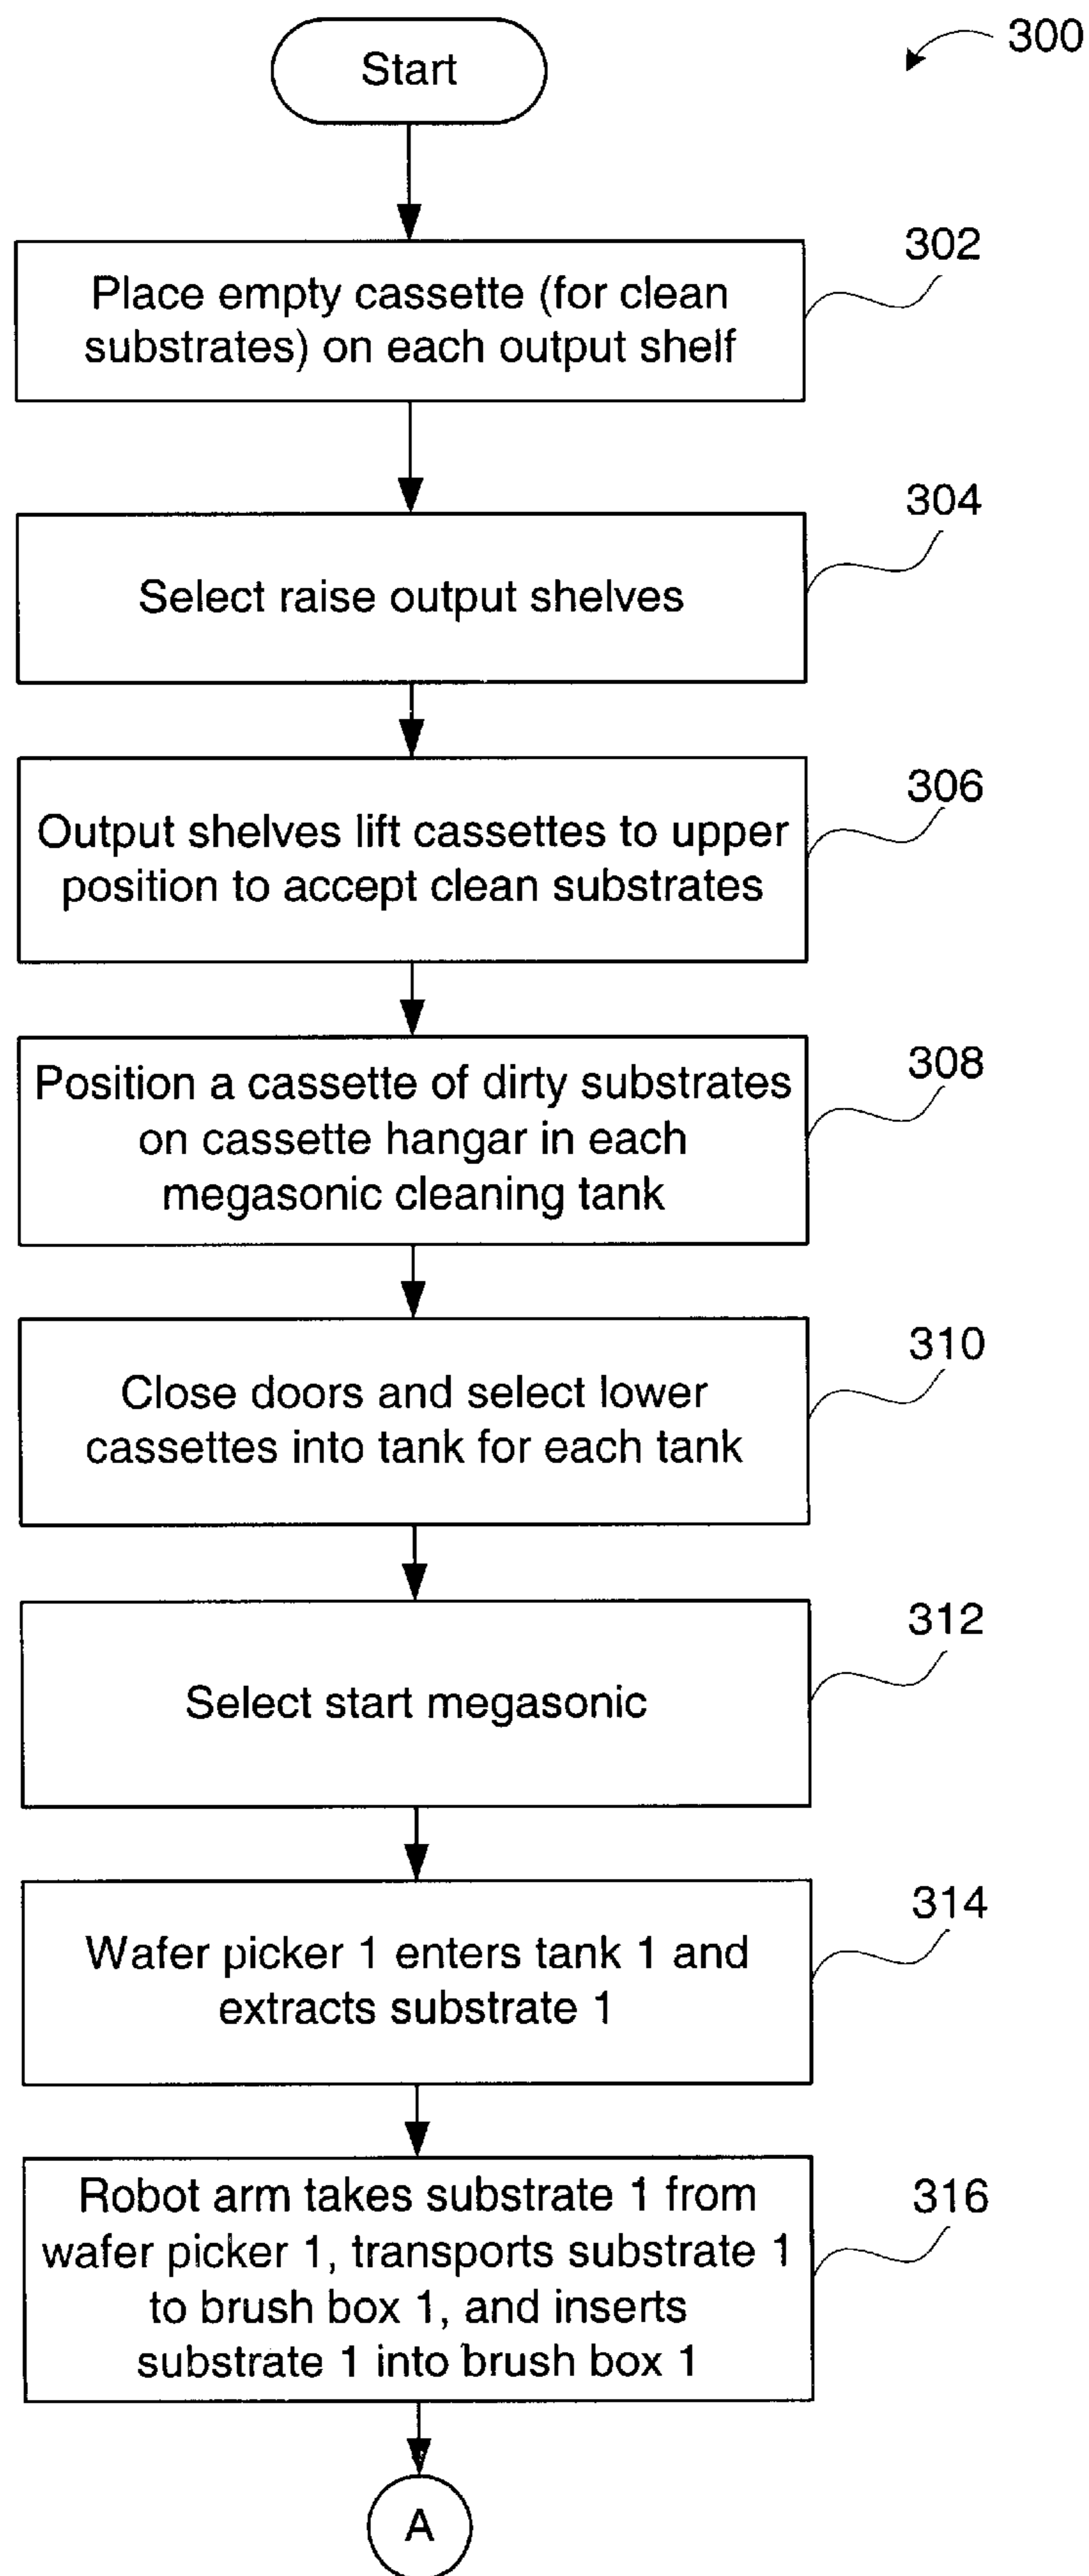 Start
300
302
Place empty cassette (for clean
substrates) on each output shelf
304
Select raise output shelves
306
Output shelves lift cassettes to upper
position to accept clean substrates
308
Position a cassette of dirty substrates
on cassette hangar in each
megasonic cleaning tank
310
Close doors and select lower
cassettes into tank for each tank
312
Select start megasonic
314
Wafer picker 1 enters tank 1 and
extracts substrate 1
316
Robot arm takes substrate 1 from
wafer picker 1, transports substrate 1
to brush box 1, and inserts
substrate 1 into brush box 1
A